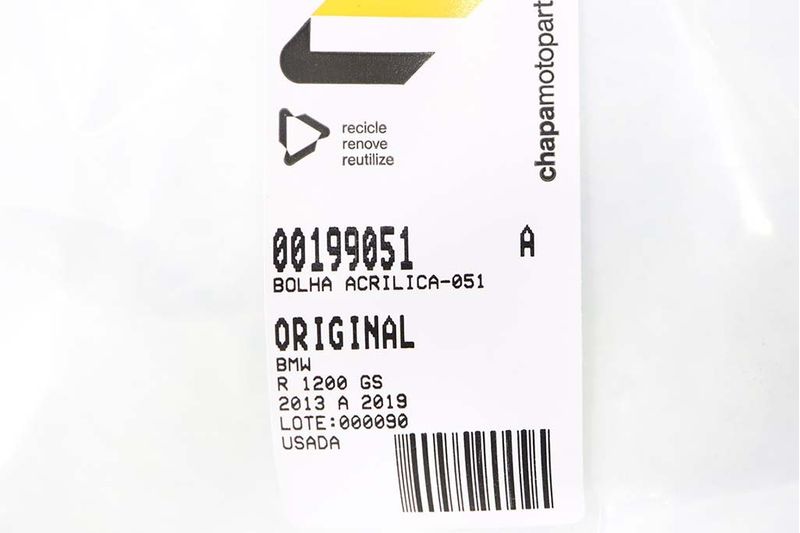 chapamotopart
recicle
renove
reutilize
00199051 A
BOLHA ACRILICA-051
ORIGINAL
BMW
R 1200 GS
2013 A 2019
LOTE:000090
USADA